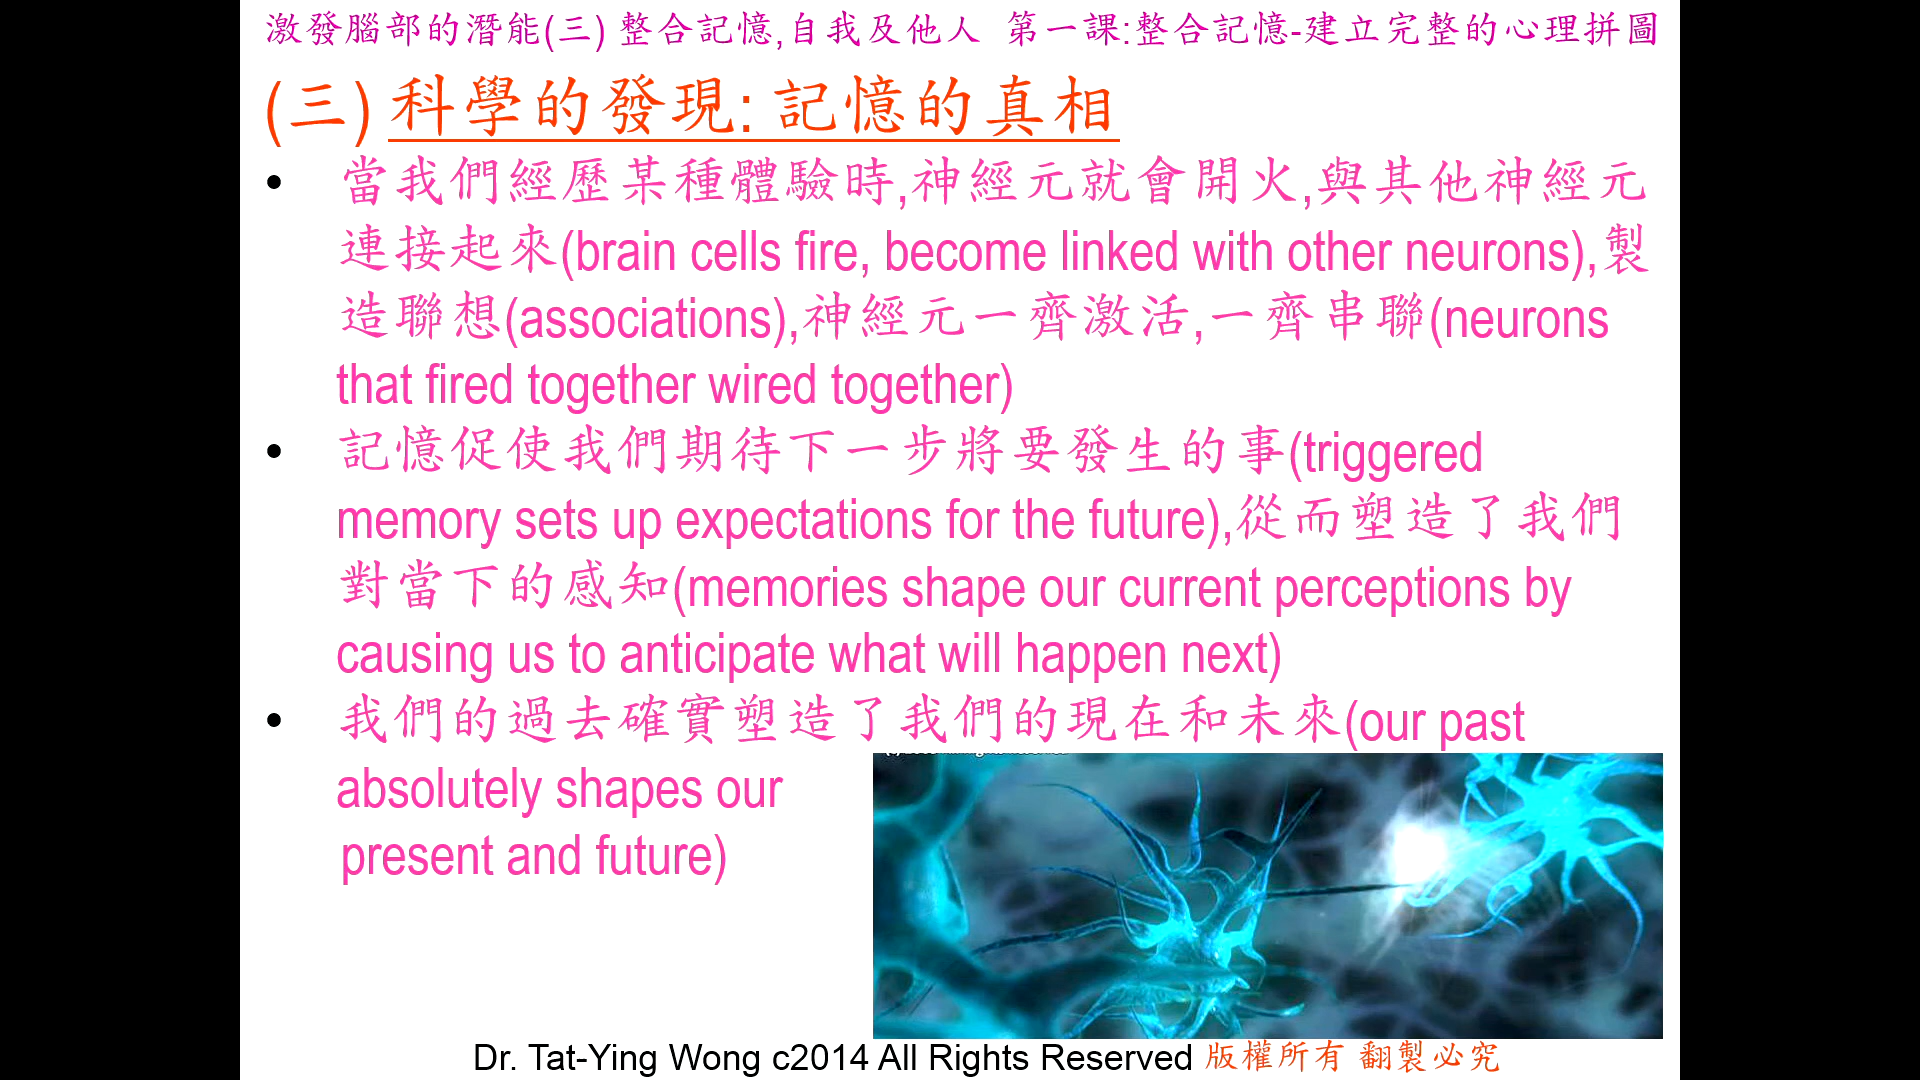 激發腦部的潛能(三) 整合記憶,自我及他人 第一課:整合記憶-建立完整的心理拼圖
(三) 科學的發現: 記憶的真相
• 當我們經歷某種體驗時,神經元就會開火,與其他神經元
連接起來(brain cells fire, become linked with other neurons),製
造聯想(associations),神經元一齊激活,一齊串聯(neurons
that fired together wired together)
• 記憶促使我們期待下一步將要發生的事(triggered
memory sets up expectations for the future),從而塑造了我們
對當下的感知(memories shape our current perceptions by
causing us to anticipate what will happen next)
• 我們的過去確實塑造了我們的現在和未來(our past
absolutely shapes our
present and future)
Dr. Tat-Ying Wong c2014 All Rights Reserved 版權所有 翻製必究